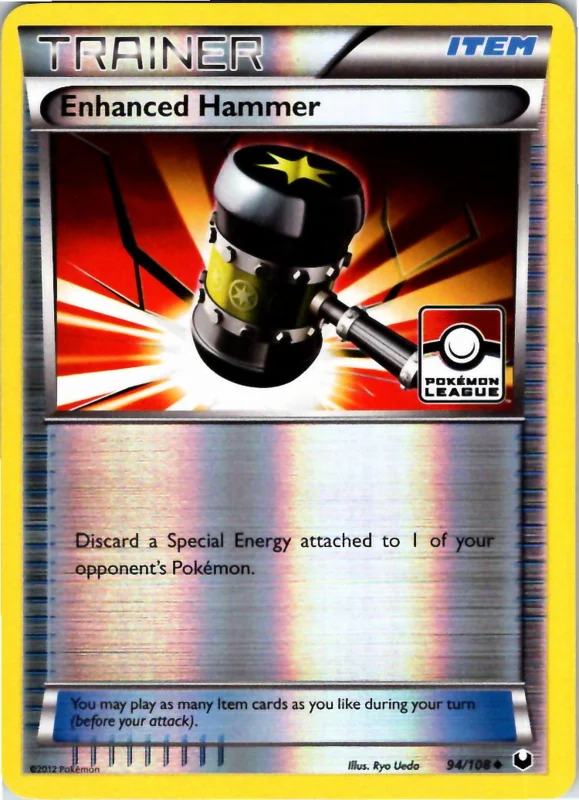 TRAINER
ITEM
Enhanced Hammer
POKÉMON
LEAGUE
Discard a Special Energy attached to 1 of your
opponent's Pokémon.
You may play as many Item cards as you like during your turn
(before your attack).
©2012 Pokémon
Illus. Ryo Ueda
94/108